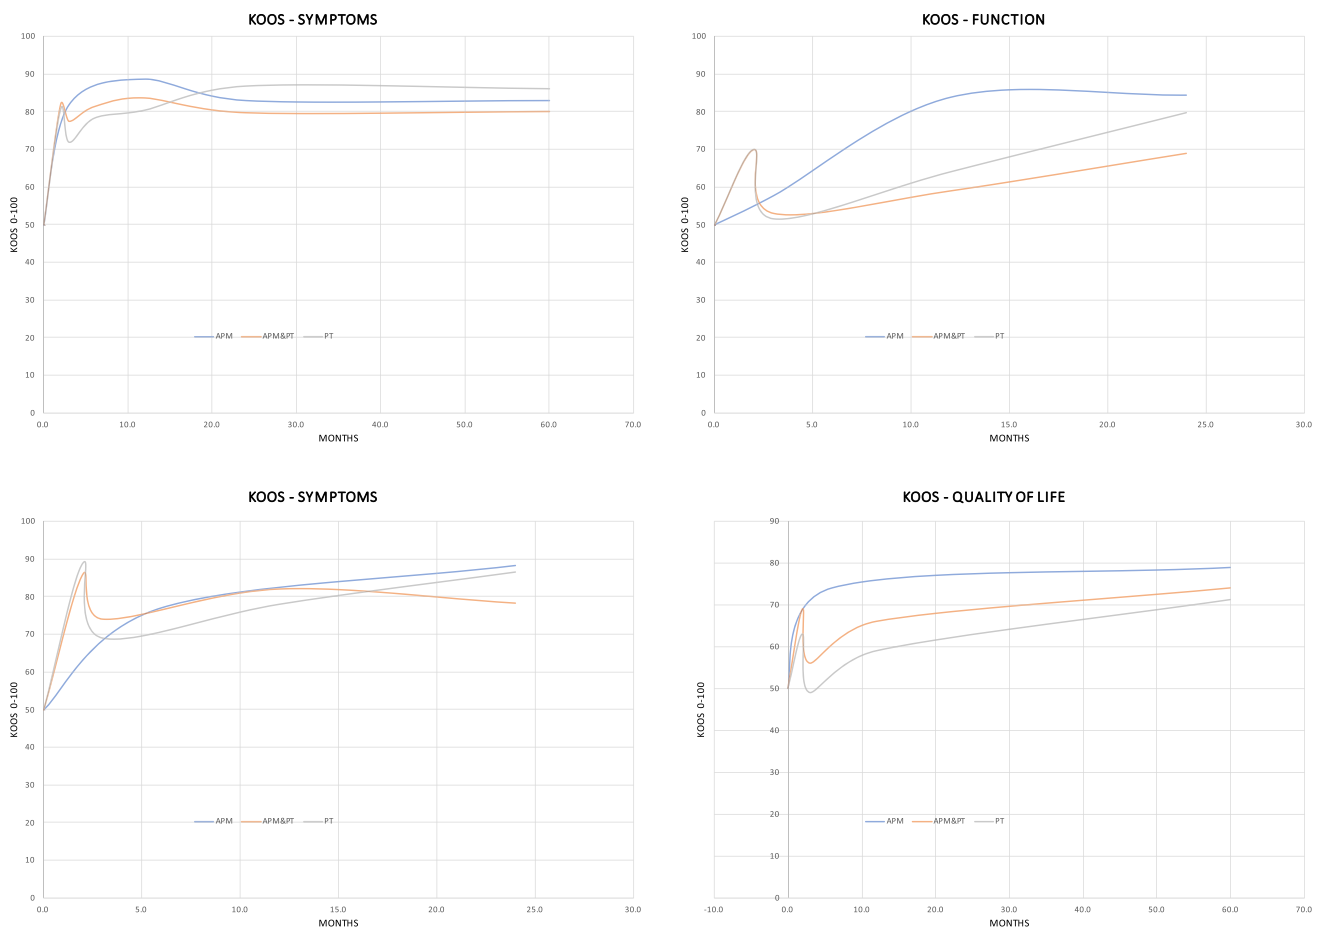 KOOS - SYMPTOMS
100
90
80
70
60
50
40
30
20
10
0
KOOS 0-100
APM APM&PT PT
0.0 10.0 20.0 30.0 40.0 50.0 60.0 70.0
MONTHS
KOOS - FUNCTION
100
90
80
70
60
50
40
30
20
10
0
KOOS 0-100
APM APM&PT PT
0.0 5.0 10.0 15.0 20.0 25.0 30.0
MONTHS
KOOS - SYMPTOMS
100
90
80
70
60
50
40
30
20
10
0
KOOS 0-100
APM APM&PT PT
0.0 5.0 10.0 15.0 20.0 25.0 30.0
MONTHS
KOOS - QUALITY OF LIFE
90
80
70
60
50
40
30
20
10
0
KOOS 0-100
APM APM&PT PT
-10.0 0.0 10.0 20.0 30.0 40.0 50.0 60.0 70.0
MONTHS